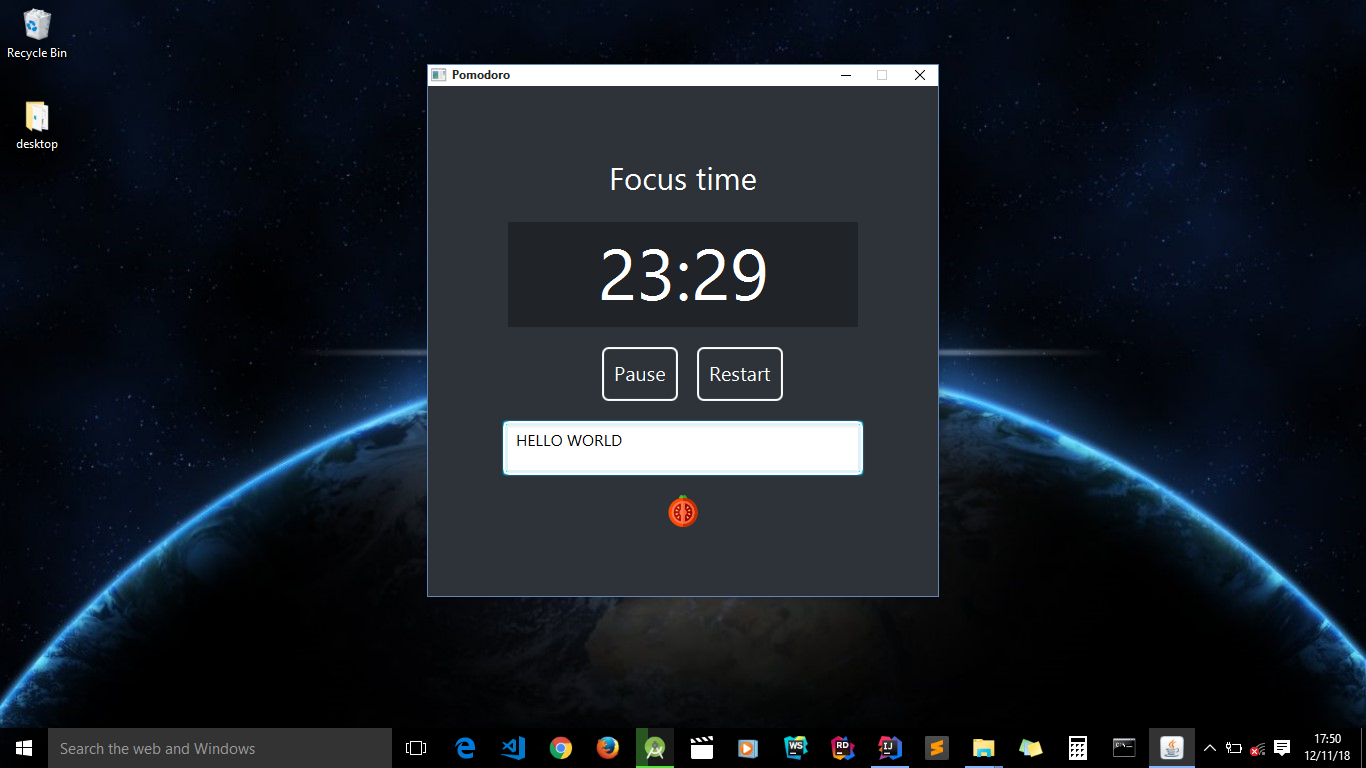 Recycle Bin
desktop
Pomodoro
Focus time
23:29
Pause Restart
HELLO WORLD
Search the web and Windows
WS
RD
IJ
C:\
17:50
12/11/18